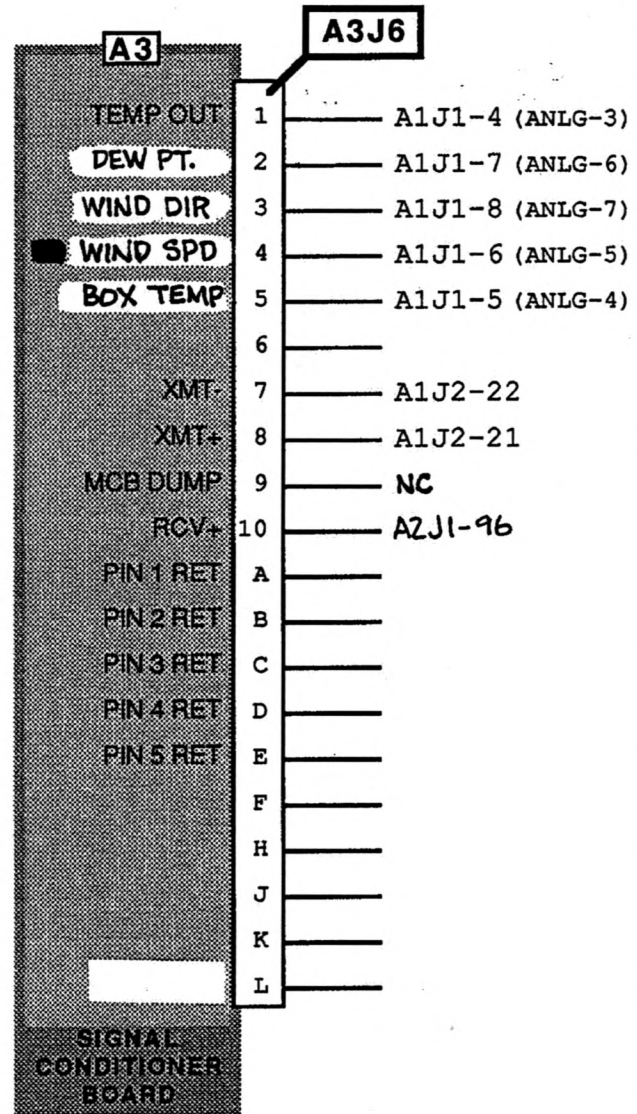 A3J6
A3
TEMP OUT 1 A1J1-4 (ANLG-3)
DEW PT. 2 A1J1-7 (ANLG-6)
WIND DIR 3 A1J1-8 (ANLG-7)
WIND SPD 4 A1J1-6 (ANLG-5)
BOX TEMP 5 A1J1-5 (ANLG-4)
6
XMT- 7 A1J2-22
XMT+ 8 A1J2-21
MCB DUMP 9 NC
RCV+ 10 A2J1-96
PIN 1 RET A
PIN 2 RET B
PIN 3 RET C
PIN 4 RET D
PIN 5 RET E
F
H
J
K
L
SIGNAL
CONDITIONER
BOARD